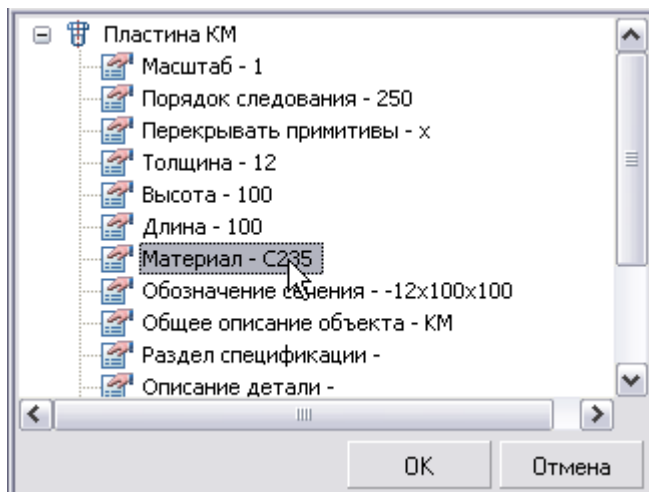 Пластина КМ
Масштаб - 1
Порядок следования - 250
Перекрывать примитивы - x
Толщина - 12
Высота - 100
Длина - 100
Материал - С235
Обозначение сечения - -12x100x100
Общее описание объекта - КМ
Раздел спецификации -
Описание детали -
OK Отмена